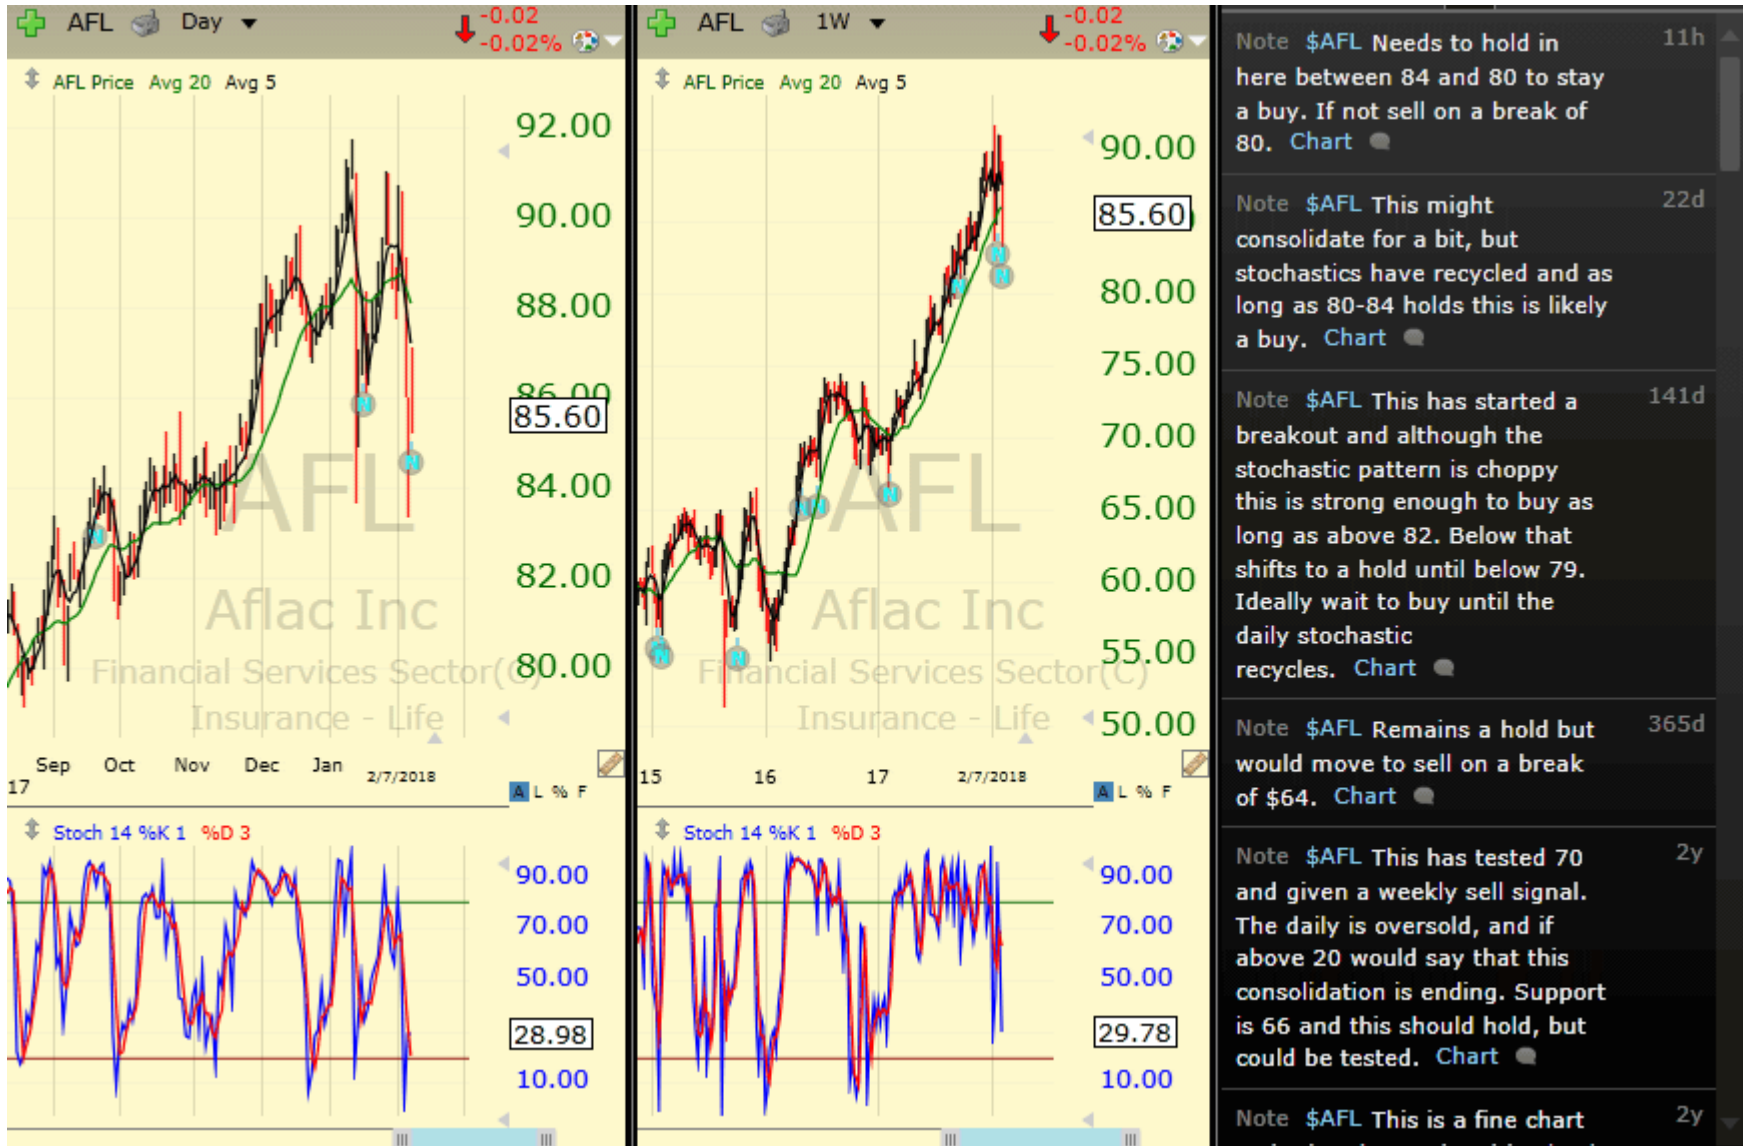 AFL Day -0.02
-0.02%
AFL Price Avg 20 Avg 5
92.00
90.00
88.00
86.00
85.60
84.00
82.00
80.00
AFL
Aflac Inc
Financial Services Sector(C)
Insurance - Life
N
N
N
Sep Oct Nov Dec Jan
17 2/7/2018
A L % F
Stoch 14 %K 1 %D 3
90.00
70.00
50.00
28.98
10.00
AFL 1W -0.02
-0.02%
AFL Price Avg 20 Avg 5
90.00
85.60
80.00
75.00
70.00
65.00
60.00
55.00
50.00
AFL
Aflac Inc
Financial Services Sector(C)
Insurance - Life
N
N
N
N
N
N
N
N
15 16 17 2/7/2018
A L % F
Stoch 14 %K 1 %D 3
90.00
70.00
50.00
29.78
10.00
Note $AFL Needs to hold in 11h
here between 84 and 80 to stay
a buy. If not sell on a break of
80. Chart
Note $AFL This might 22d
consolidate for a bit, but
stochastics have recycled and as
long as 80-84 holds this is likely
a buy. Chart
Note $AFL This has started a 141d
breakout and although the
stochastic pattern is choppy
this is strong enough to buy as
long as above 82. Below that
shifts to a hold until below 79.
Ideally wait to buy until the
daily stochastic
recycles. Chart
Note $AFL Remains a hold but 365d
would move to sell on a break
of $64. Chart
Note $AFL This has tested 70 2y
and given a weekly sell signal.
The daily is oversold, and if
above 20 would say that this
consolidation is ending. Support
is 66 and this should hold, but
could be tested. Chart
Note $AFL This is a fine chart 2y